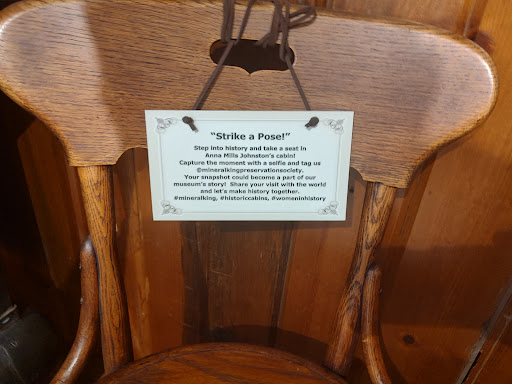 "Strike a Pose!"
Step into history and take a seat in
Anna Mills Johnston's cabin!
Capture the moment with a selfie and tag us
@mineralkingpreservationsociety.
Your snapshot could become a part of our
museum's story! Share your visit with the world
and let's make history together.
#mineralking, #historiccabins, #womeninhistory